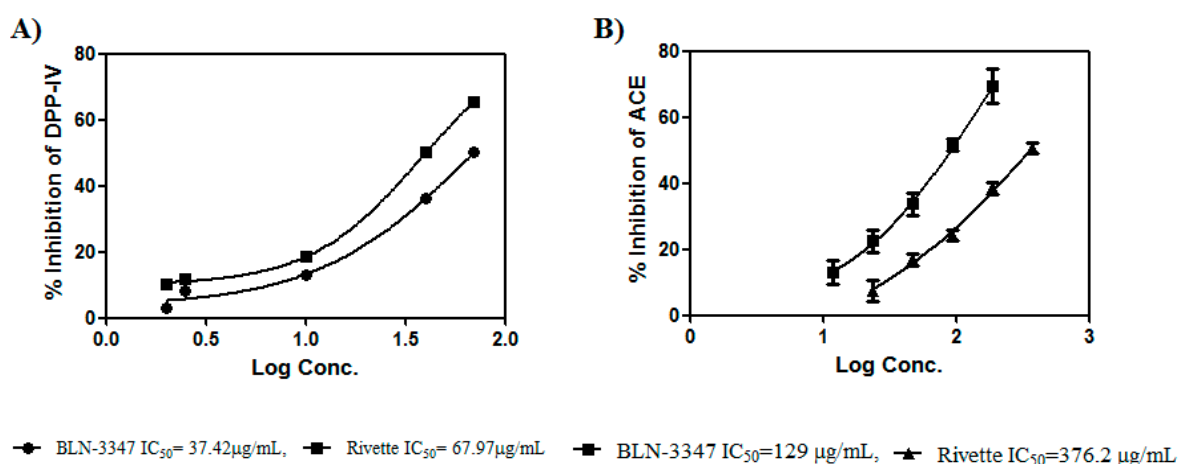 A)
80
60
40
20
0
% Inhibition of DPP-IV
0.0 0.5 1.0 1.5 2.0
Log Conc.
B)
80
60
40
20
0
% Inhibition of ACE
0 1 2 3
Log Conc.
BLN-3347 IC50= 37.42µg/mL, Rivette IC50= 67.97µg/mL BLN-3347 IC50=129 µg/mL, Rivette IC50=376.2 µg/mL